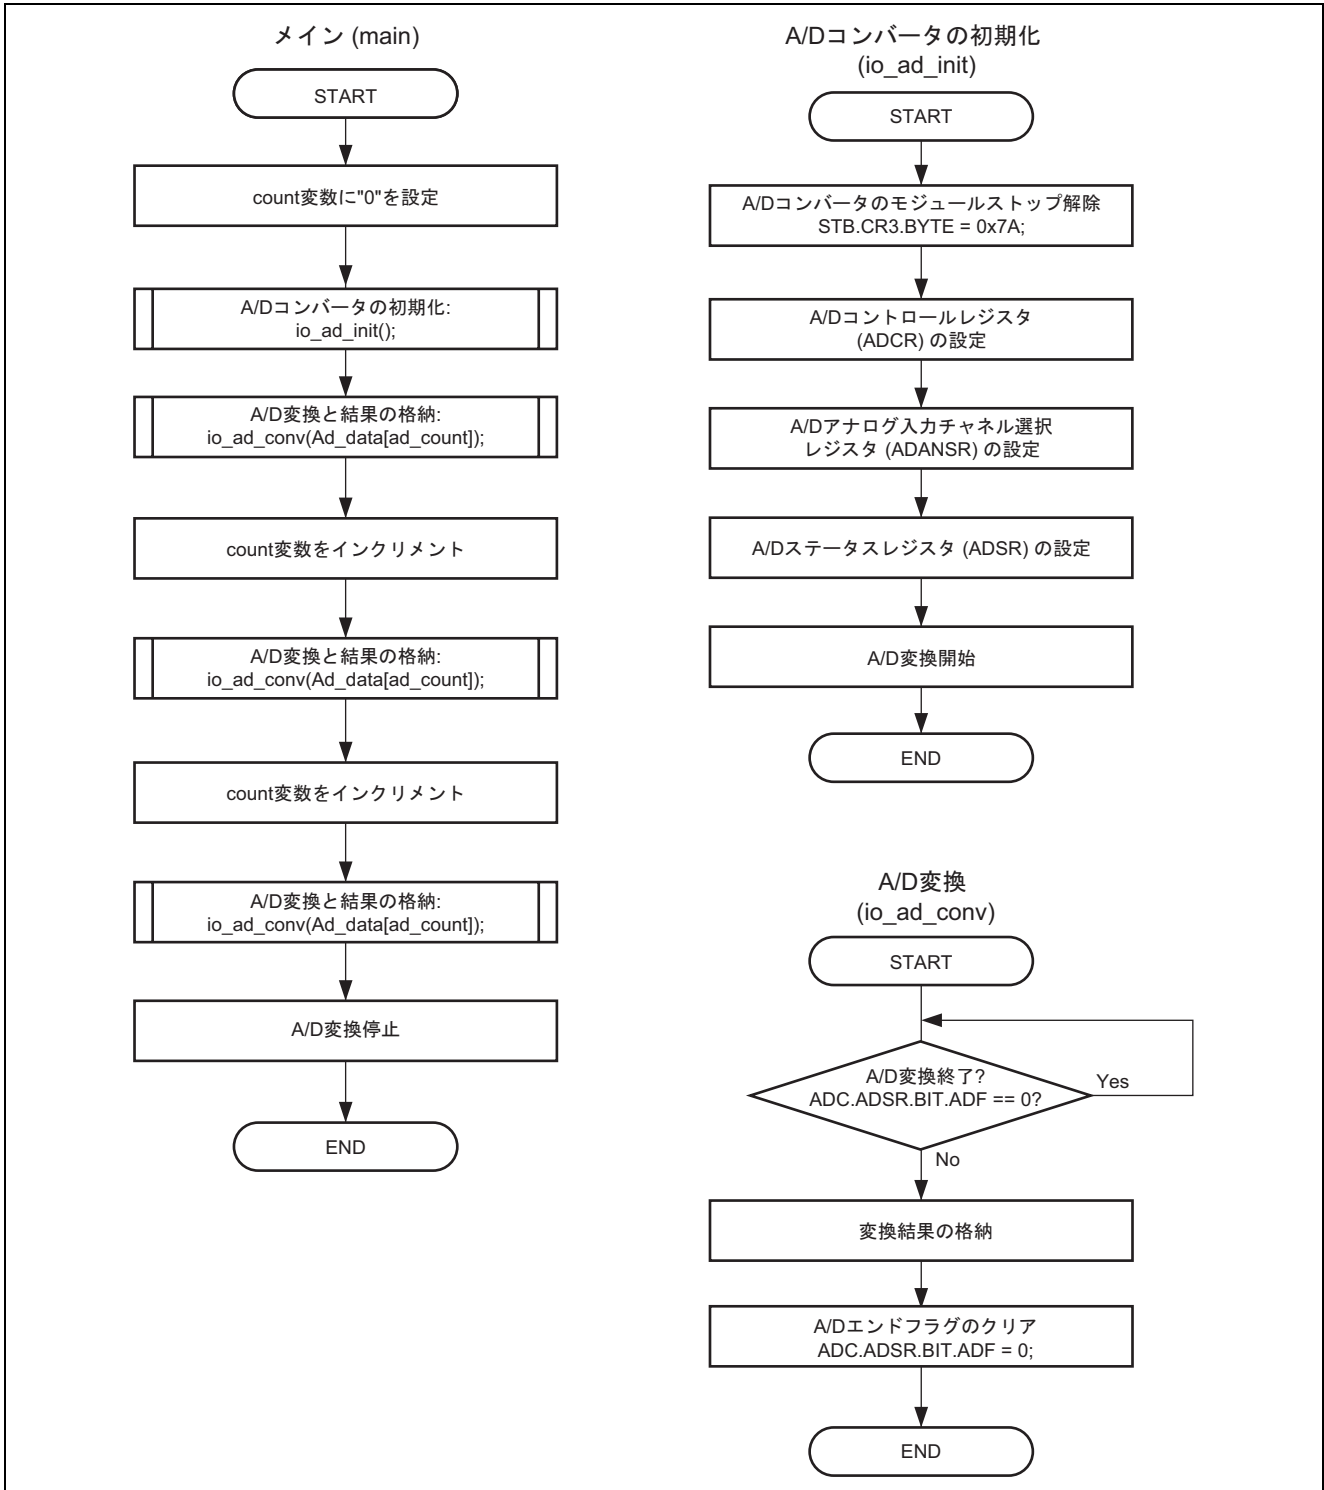 メイン (main)
START
count変数に"0"を設定
A/Dコンバータの初期化:
io_ad_init();
A/D変換と結果の格納:
io_ad_conv(Ad_data[ad_count]);
count変数をインクリメント
A/D変換と結果の格納:
io_ad_conv(Ad_data[ad_count]);
count変数をインクリメント
A/D変換と結果の格納:
io_ad_conv(Ad_data[ad_count]);
A/D変換停止
END
A/Dコンバータの初期化
(io_ad_init)
START
A/Dコンバータのモジュールストップ解除
STB.CR3.BYTE = 0x7A;
A/Dコントロールレジスタ
(ADCR) の設定
A/Dアナログ入力チャネル選択
レジスタ (ADANSR) の設定
A/Dステータスレジスタ (ADSR) の設定
A/D変換開始
END
A/D変換
(io_ad_conv)
START
A/D変換終了?
ADC.ADSR.BIT.ADF == 0?
Yes
No
変換結果の格納
A/Dエンドフラグのクリア
ADC.ADSR.BIT.ADF = 0;
END